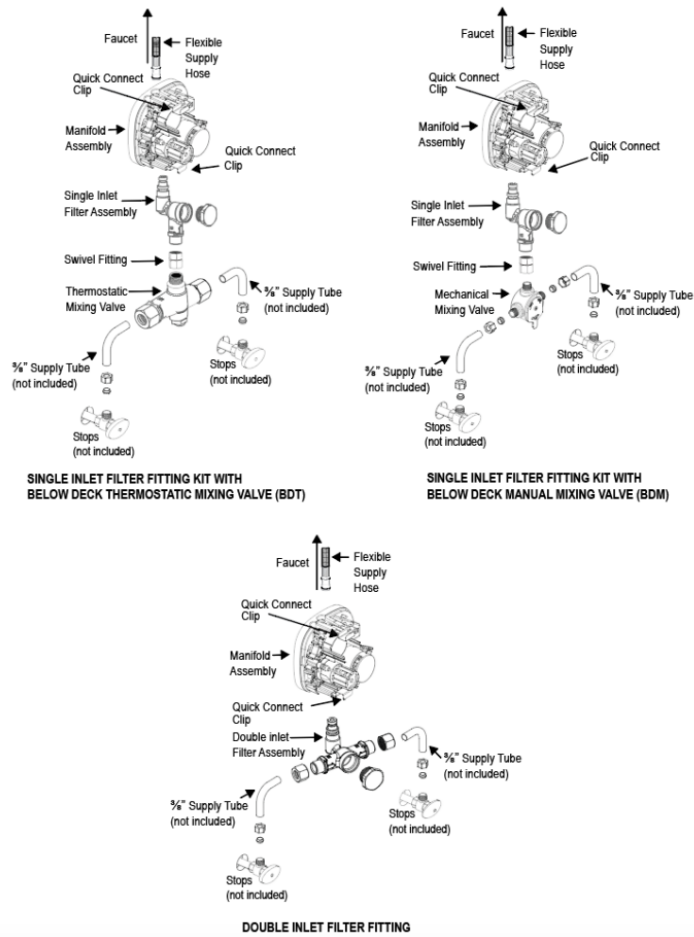 Faucet
Flexible
Supply
Hose
Quick Connect
Clip
Manifold
Assembly
Quick Connect
Clip
Single Inlet
Filter Assembly
Swivel Fitting
Thermostatic
Mixing Valve
⅜" Supply Tube
(not included)
⅜" Supply Tube
(not included)
Stops
(not included)
Stops
(not included)
SINGLE INLET FILTER FITTING KIT WITH
BELOW DECK THERMOSTATIC MIXING VALVE (BDT)
Faucet
Flexible
Supply
Hose
Quick Connect
Clip
Manifold
Assembly
Quick Connect
Clip
Single Inlet
Filter Assembly
Swivel Fitting
Mechanical
Mixing Valve
⅜" Supply Tube
(not included)
Stops
(not included)
⅜" Supply Tube
(not included)
Stops
(not included)
SINGLE INLET FILTER FITTING KIT WITH
BELOW DECK MANUAL MIXING VALVE (BDM)
Faucet
Flexible
Supply
Hose
Quick Connect
Clip
Manifold
Assembly
Quick Connect
Clip
Double inlet
Filter Assembly
⅜" Supply Tube
(not included)
⅜" Supply Tube
(not included)
Stops
(not included)
Stops
(not included)
DOUBLE INLET FILTER FITTING